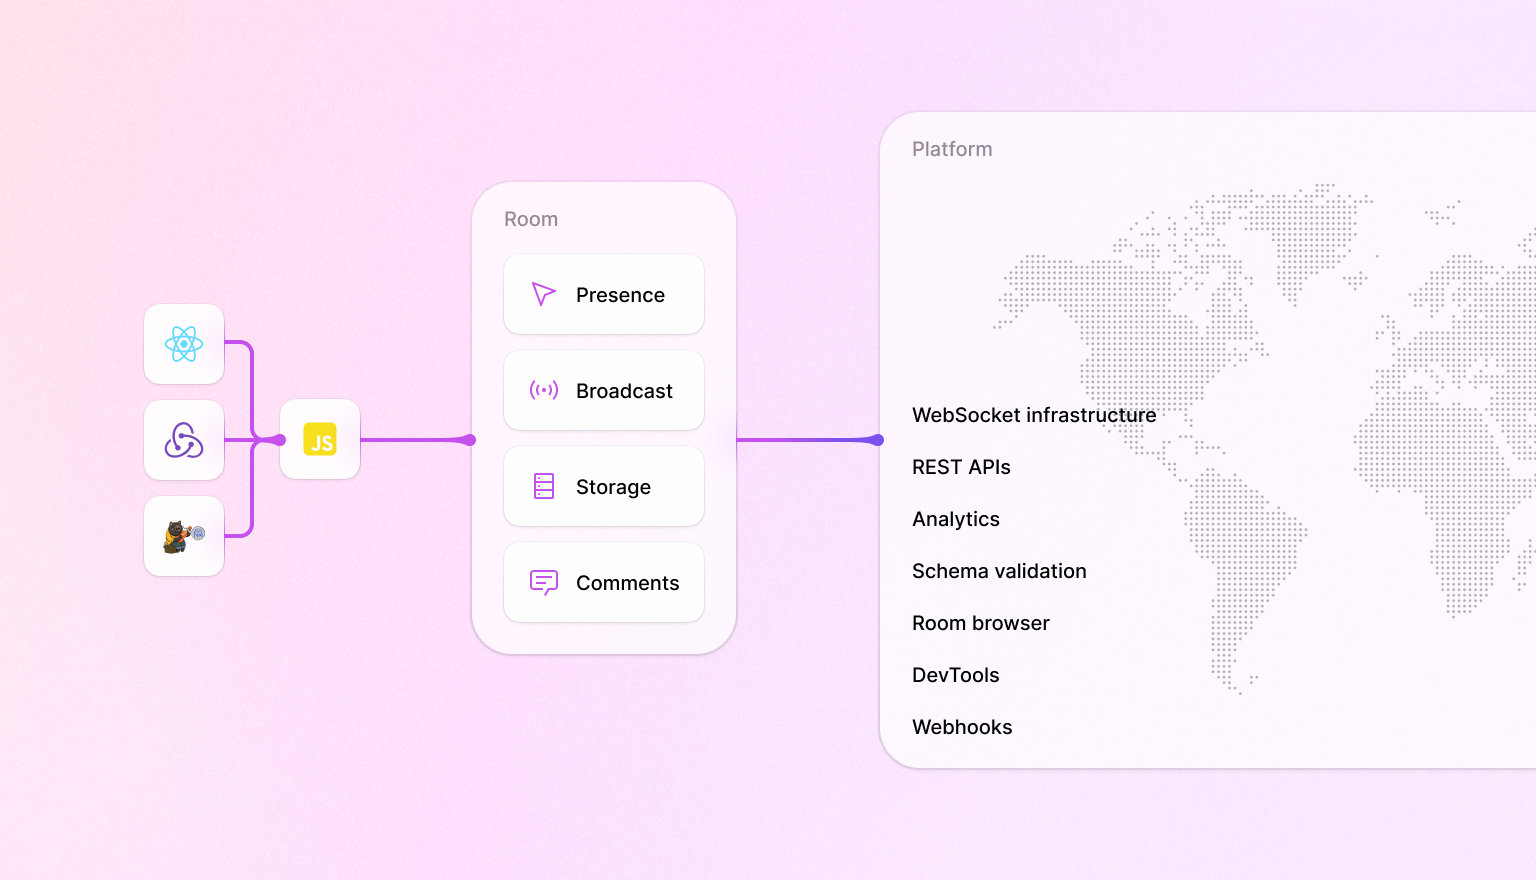 JS
Room
Presence
Broadcast
Storage
Comments
Platform
WebSocket infrastructure
REST APIs
Analytics
Schema validation
Room browser
DevTools
Webhooks